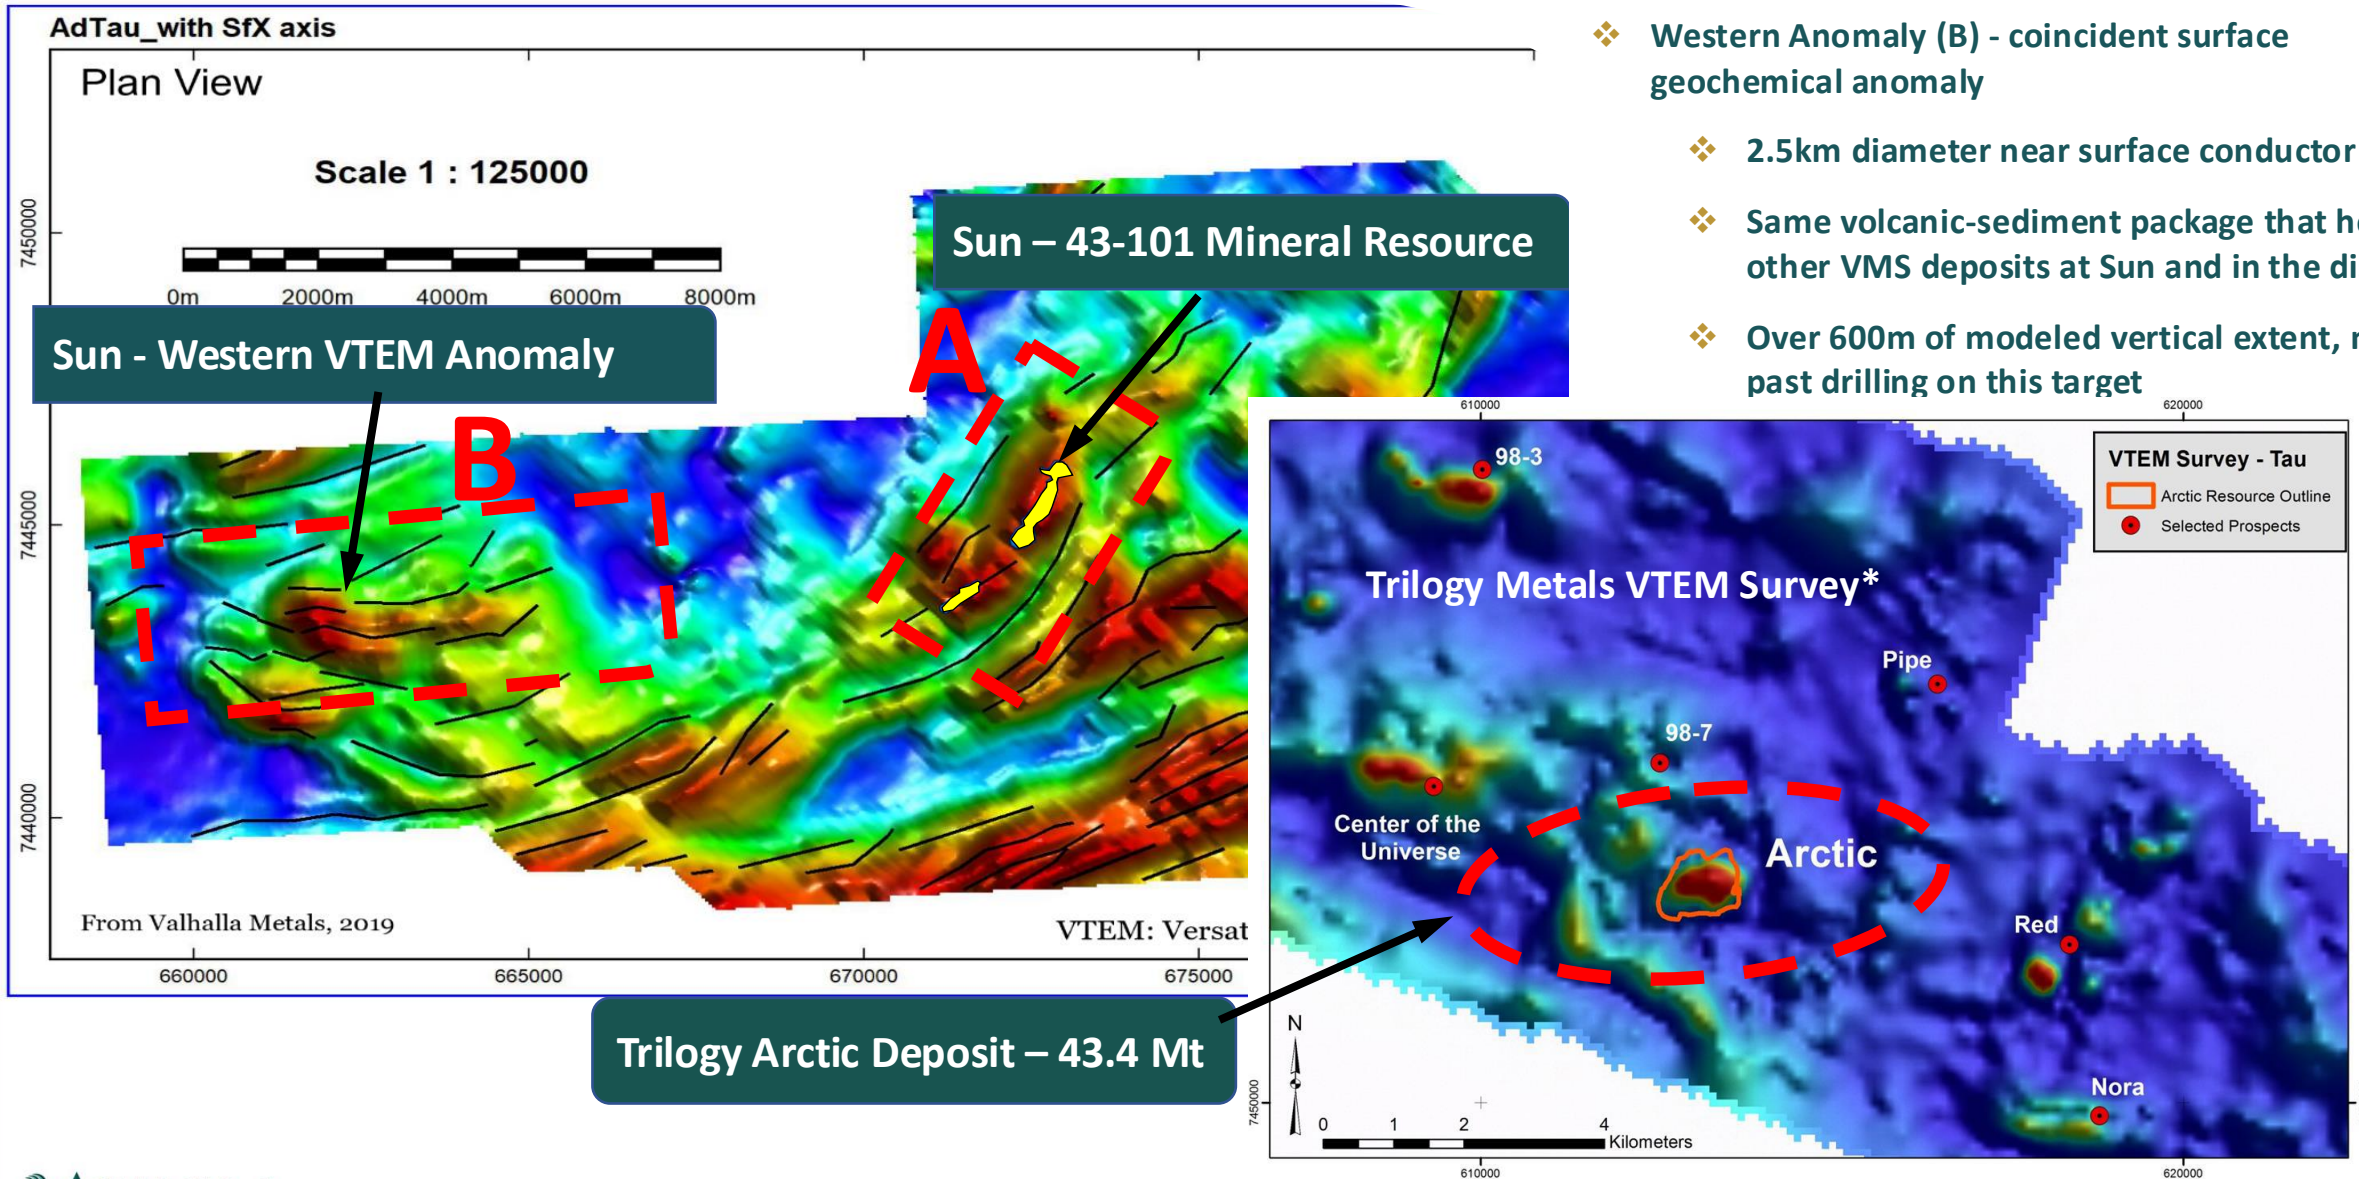 AdTau_with SfX axis
Plan View
Scale 1 : 125000
0m 2000m 4000m 6000m 8000m
7450000
7445000
7440000
Sun - Western VTEM Anomaly
B
A
Sun – 43-101 Mineral Resource
From Valhalla Metals, 2019
VTEM: Versat
660000 665000 670000 675000
Trilogy Arctic Deposit – 43.4 Mt
Western Anomaly (B) - coincident surface
geochemical anomaly
2.5km diameter near surface conductor
Same volcanic-sediment package that
other VMS deposits at Sun and in the
Over 600m of modeled vertical extent,
past drilling on this target
610000 620000
VTEM Survey - Tau
Arctic Resource Outline
Selected Prospects
98-3
Trilogy Metals VTEM Survey*
Pipe
98-7
Center of the
Universe
Arctic
Red
Nora
N
0 1 2 4
Kilometers
7450000
610000 620000